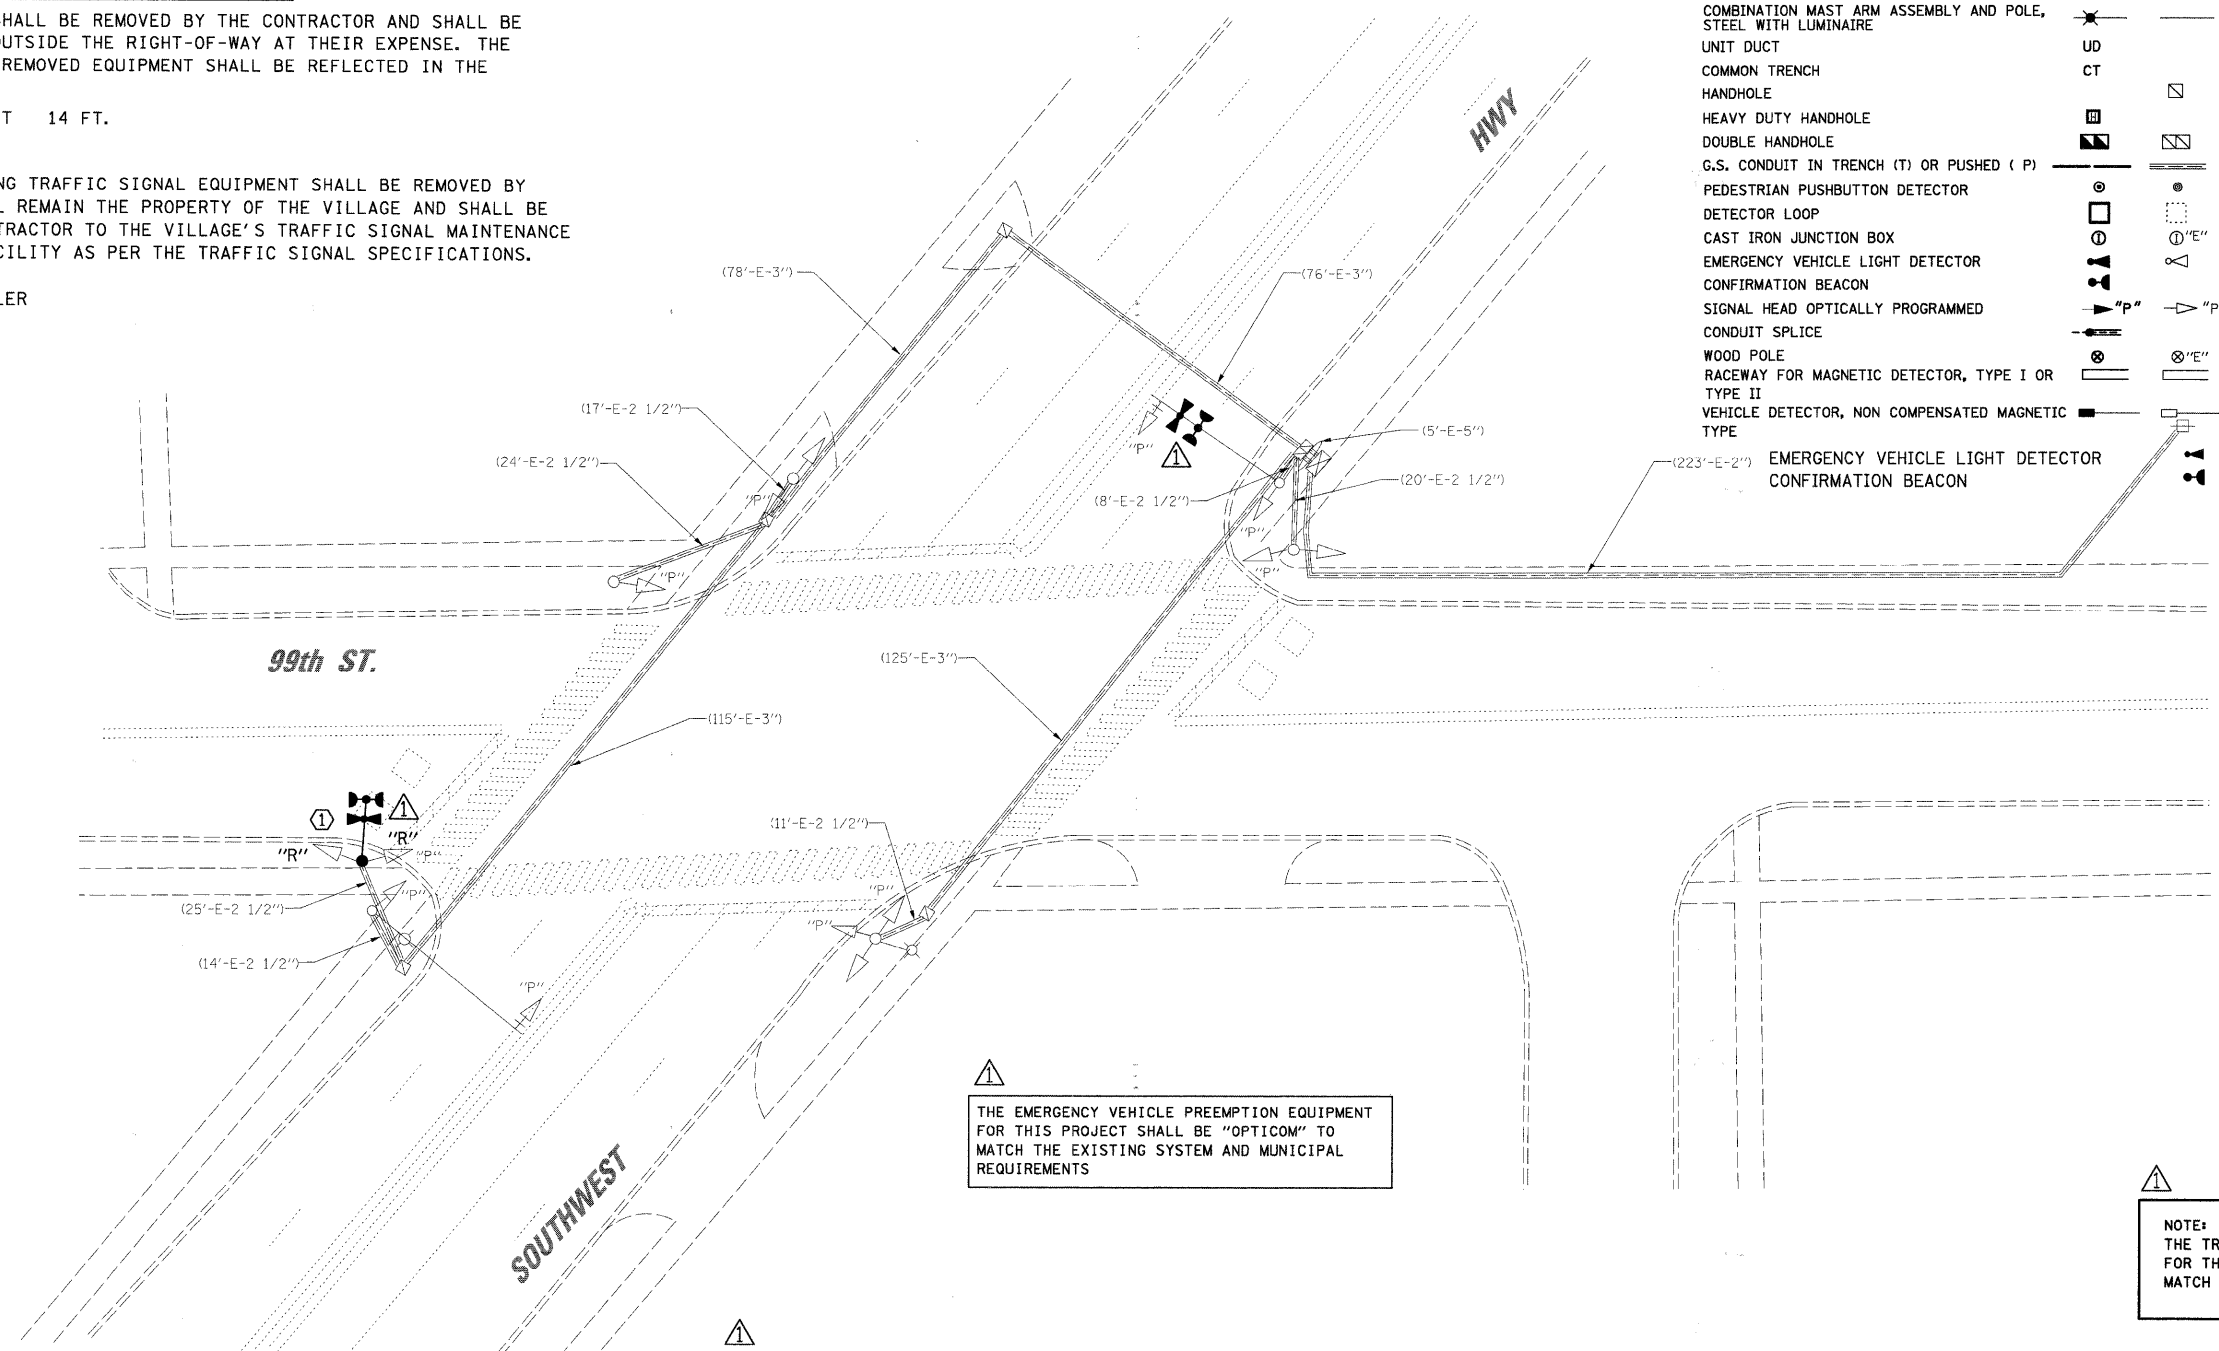 SHALL BE REMOVED BY THE CONTRACTOR AND SHALL BE
OUTSIDE THE RIGHT-OF-WAY AT THEIR EXPENSE. THE
REMOVED EQUIPMENT SHALL BE REFLECTED IN THE
T 14 FT.
NG TRAFFIC SIGNAL EQUIPMENT SHALL BE REMOVED BY
L REMAIN THE PROPERTY OF THE VILLAGE AND SHALL BE
TRACTOR TO THE VILLAGE'S TRAFFIC SIGNAL MAINTENANCE
CILITY AS PER THE TRAFFIC SIGNAL SPECIFICATIONS.
LER
COMBINATION MAST ARM ASSEMBLY AND POLE,
STEEL WITH LUMINAIRE
UNIT DUCT UD
COMMON TRENCH CT
HANDHOLE
HEAVY DUTY HANDHOLE H
DOUBLE HANDHOLE
G.S. CONDUIT IN TRENCH (T) OR PUSHED ( P)
PEDESTRIAN PUSHBUTTON DETECTOR
DETECTOR LOOP
CAST IRON JUNCTION BOX I I "E"
EMERGENCY VEHICLE LIGHT DETECTOR
CONFIRMATION BEACON
SIGNAL HEAD OPTICALLY PROGRAMMED "P" "P
CONDUIT SPLICE
WOOD POLE "E"
RACEWAY FOR MAGNETIC DETECTOR, TYPE I OR
TYPE II
VEHICLE DETECTOR, NON COMPENSATED MAGNETIC
TYPE
EMERGENCY VEHICLE LIGHT DETECTOR
CONFIRMATION BEACON
HWY
(78'-E-3")
(76'-E-3")
(17'-E-2 1/2")
(5'-E-5")
"P"
1
(24'-E-2 1/2")
(223'-E-2")
(20'-E-2 1/2")
(8'-E-2 1/2")
"P"
"P"
"P"
"P"
99th ST.
(125'-E-3")
(115'-E-3")
1
1
"R"
"R"
"P"
(11'-E-2 1/2")
"P"
"P"
"P"
(25'-E-2 1/2")
(14'-E-2 1/2")
"P"
1
THE EMERGENCY VEHICLE PREEMPTION EQUIPMENT
FOR THIS PROJECT SHALL BE "OPTICOM" TO
MATCH THE EXISTING SYSTEM AND MUNICIPAL
REQUIREMENTS
SOUTHWEST
1
1
NOTE:
THE TR
FOR TH
MATCH